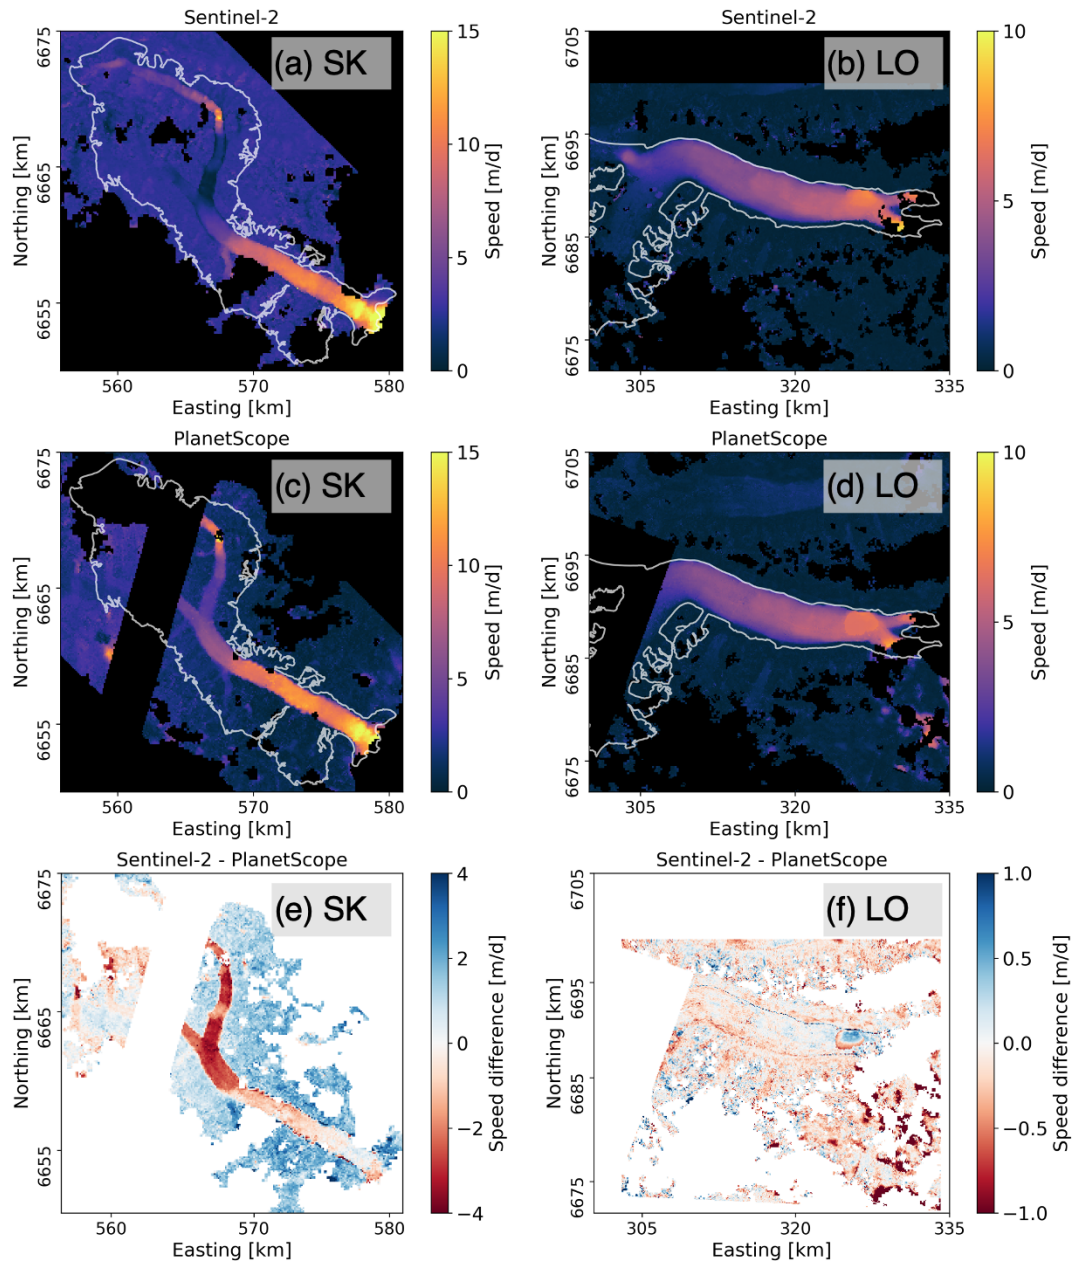 Sentinel-2
(a) SK
6675
6665
6655
Northing [km]
560
570
580
Easting [km]
15
10
5
0
Speed [m/d]
Sentinel-2
(b) LO
6705
6695
6685
6675
Northing [km]
305
320
335
Easting [km]
10
5
0
Speed [m/d]
PlanetScope
(c) SK
6675
6665
6655
Northing [km]
560
570
580
Easting [km]
15
10
5
0
Speed [m/d]
PlanetScope
(d) LO
6705
6695
6685
6675
Northing [km]
305
320
335
Easting [km]
10
5
0
Speed [m/d]
Sentinel-2 - PlanetScope
(e) SK
6675
6665
6655
Northing [km]
560
570
580
Easting [km]
4
2
0
−2
−4
Speed difference [m/d]
Sentinel-2 - PlanetScope
(f) LO
6705
6695
6685
6675
Northing [km]
305
320
335
Easting [km]
1.0
0.5
0.0
−0.5
−1.0
Speed difference [m/d]